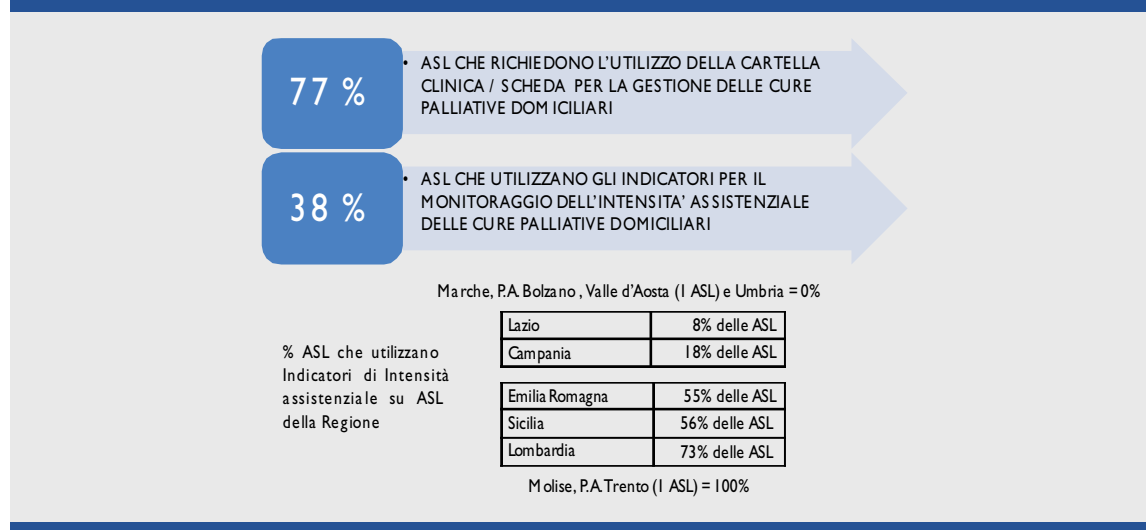 77 %
• ASL CHE RICHIEDONO L'UTILIZZO DELLA CARTELLA
CLINICA / SCHEDA PER LA GESTIONE DELLE CURE
PALLIATIVE DOMICILIARI
38 %
• ASL CHE UTILIZZANO GLI INDICATORI PER IL
MONITORAGGIO DELL'INTENSITA' ASSISTENZIALE
DELLE CURE PALLIATIVE DOMICILIARI
Marche, P.A. Bolzano , Valle d'Aosta (1 ASL) e Umbria = 0%
% ASL che utilizzano
Indicatori di Intensità
assistenziale su ASL
della Regione
Lazio 8% delle ASL
Campania 18% delle ASL
Emilia Romagna 55% delle ASL
Sicilia 56% delle ASL
Lombardia 73% delle ASL
Molise, P.A. Trento (1 ASL) = 100%